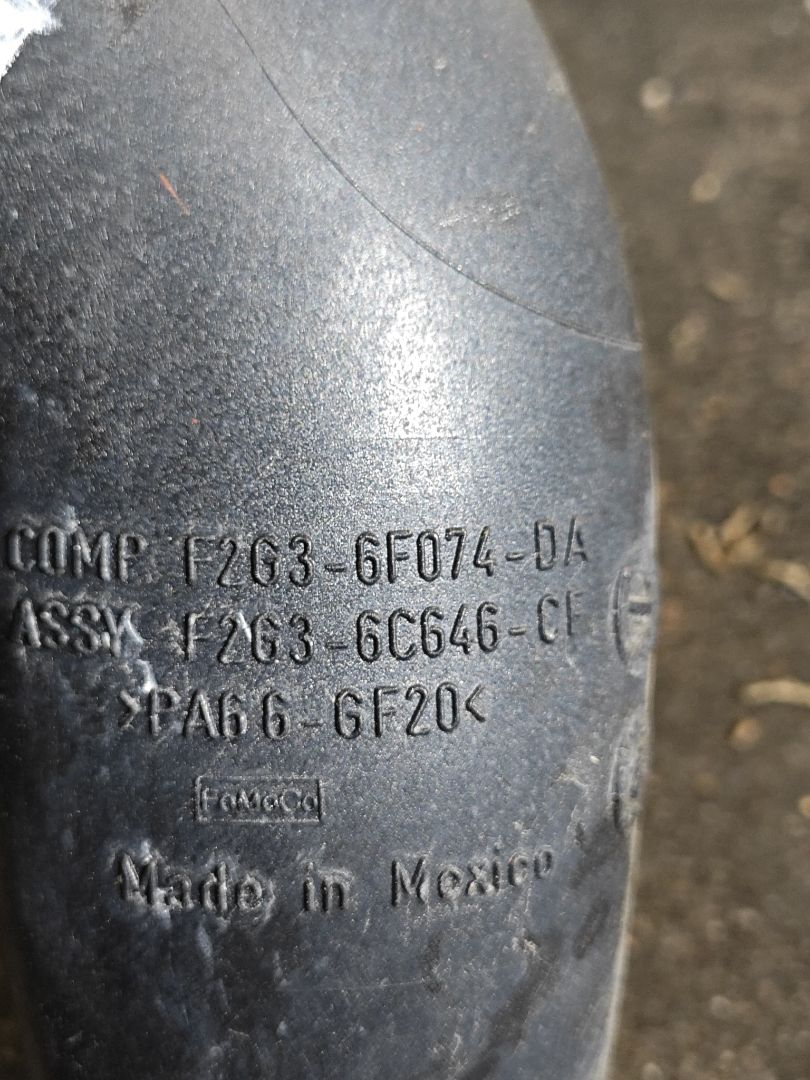 COMP F2G3-6F074-DA
ASSY F2G3-6C646-CF
>PA66-GF20<
FoMoCo
Made in Mexico